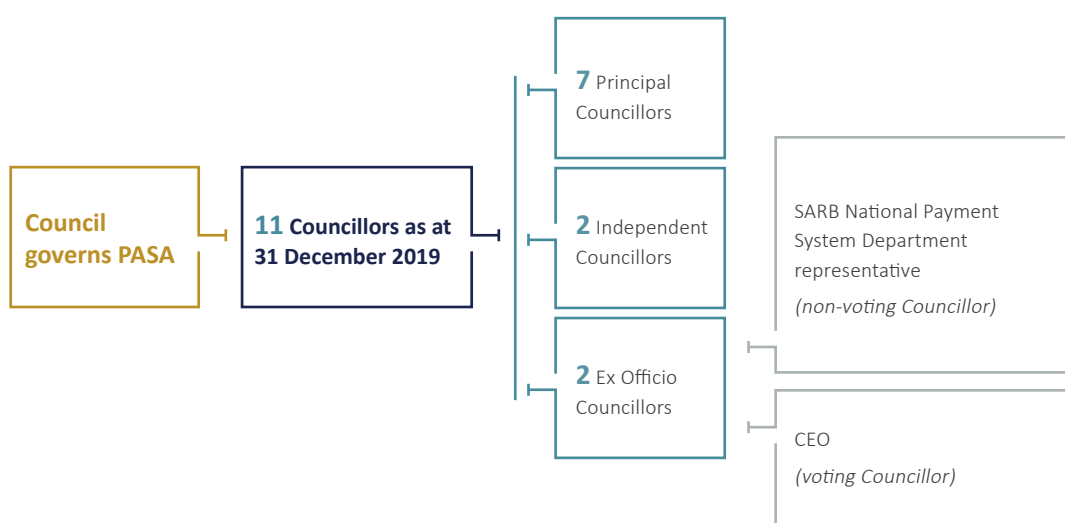 Council
governs PASA
11 Councillors as at
31 December 2019
7 Principal
Councillors
2 Independent
Councillors
2 Ex Officio
Councillors
SARB National Payment
System Department
representative
(non-voting Councillor)
CEO
(voting Councillor)